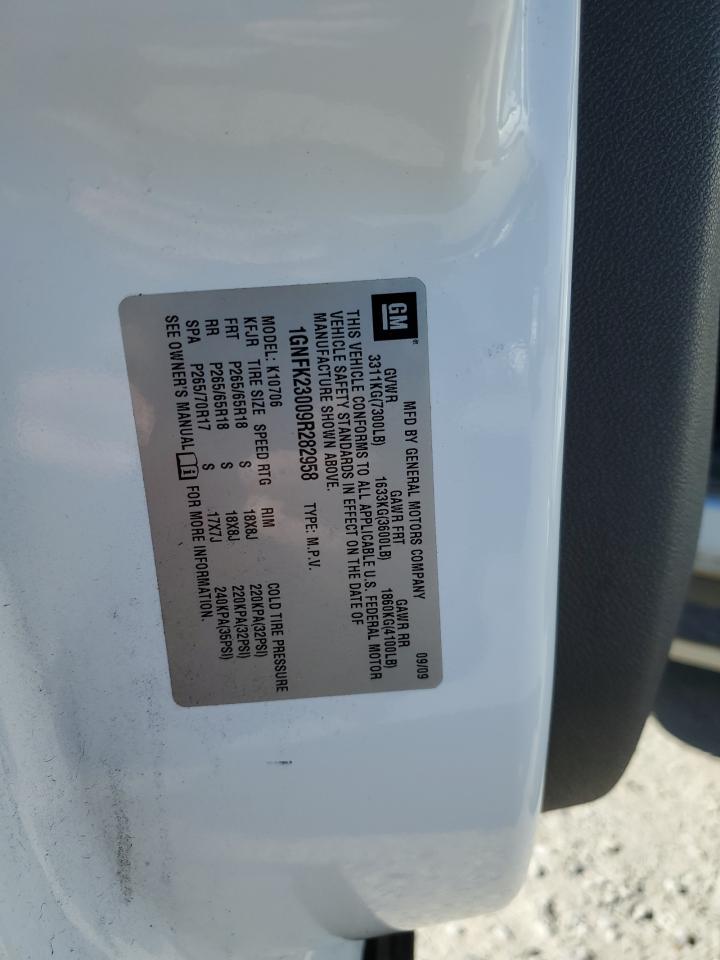 GM
MFD BY GENERAL MOTORS COMPANY 09/09
GVWR GAWR FRT GAWR RR
3311KG(7300LB) 1633KG(3600LB) 1860KG(4100LB)
THIS VEHICLE CONFORMS TO ALL APPLICABLE U.S. FEDERAL MOTOR
VEHICLE SAFETY STANDARDS IN EFFECT ON THE DATE OF
MANUFACTURE SHOWN ABOVE.
1GNFK23009R282958 TYPE: M.P.V.
MODEL: K10706
KFJR TIRE SIZE SPEED RTG RIM COLD TIRE PRESSURE
FRT P265/65R18 S 18X8J 220KPA(32PSI)
RR P265/65R18 S 18X8J 220KPA(32PSI)
SPA P265/70R17 S 17X7J 240KPA(35PSI)
SEE OWNER'S MANUAL FOR MORE INFORMATION.